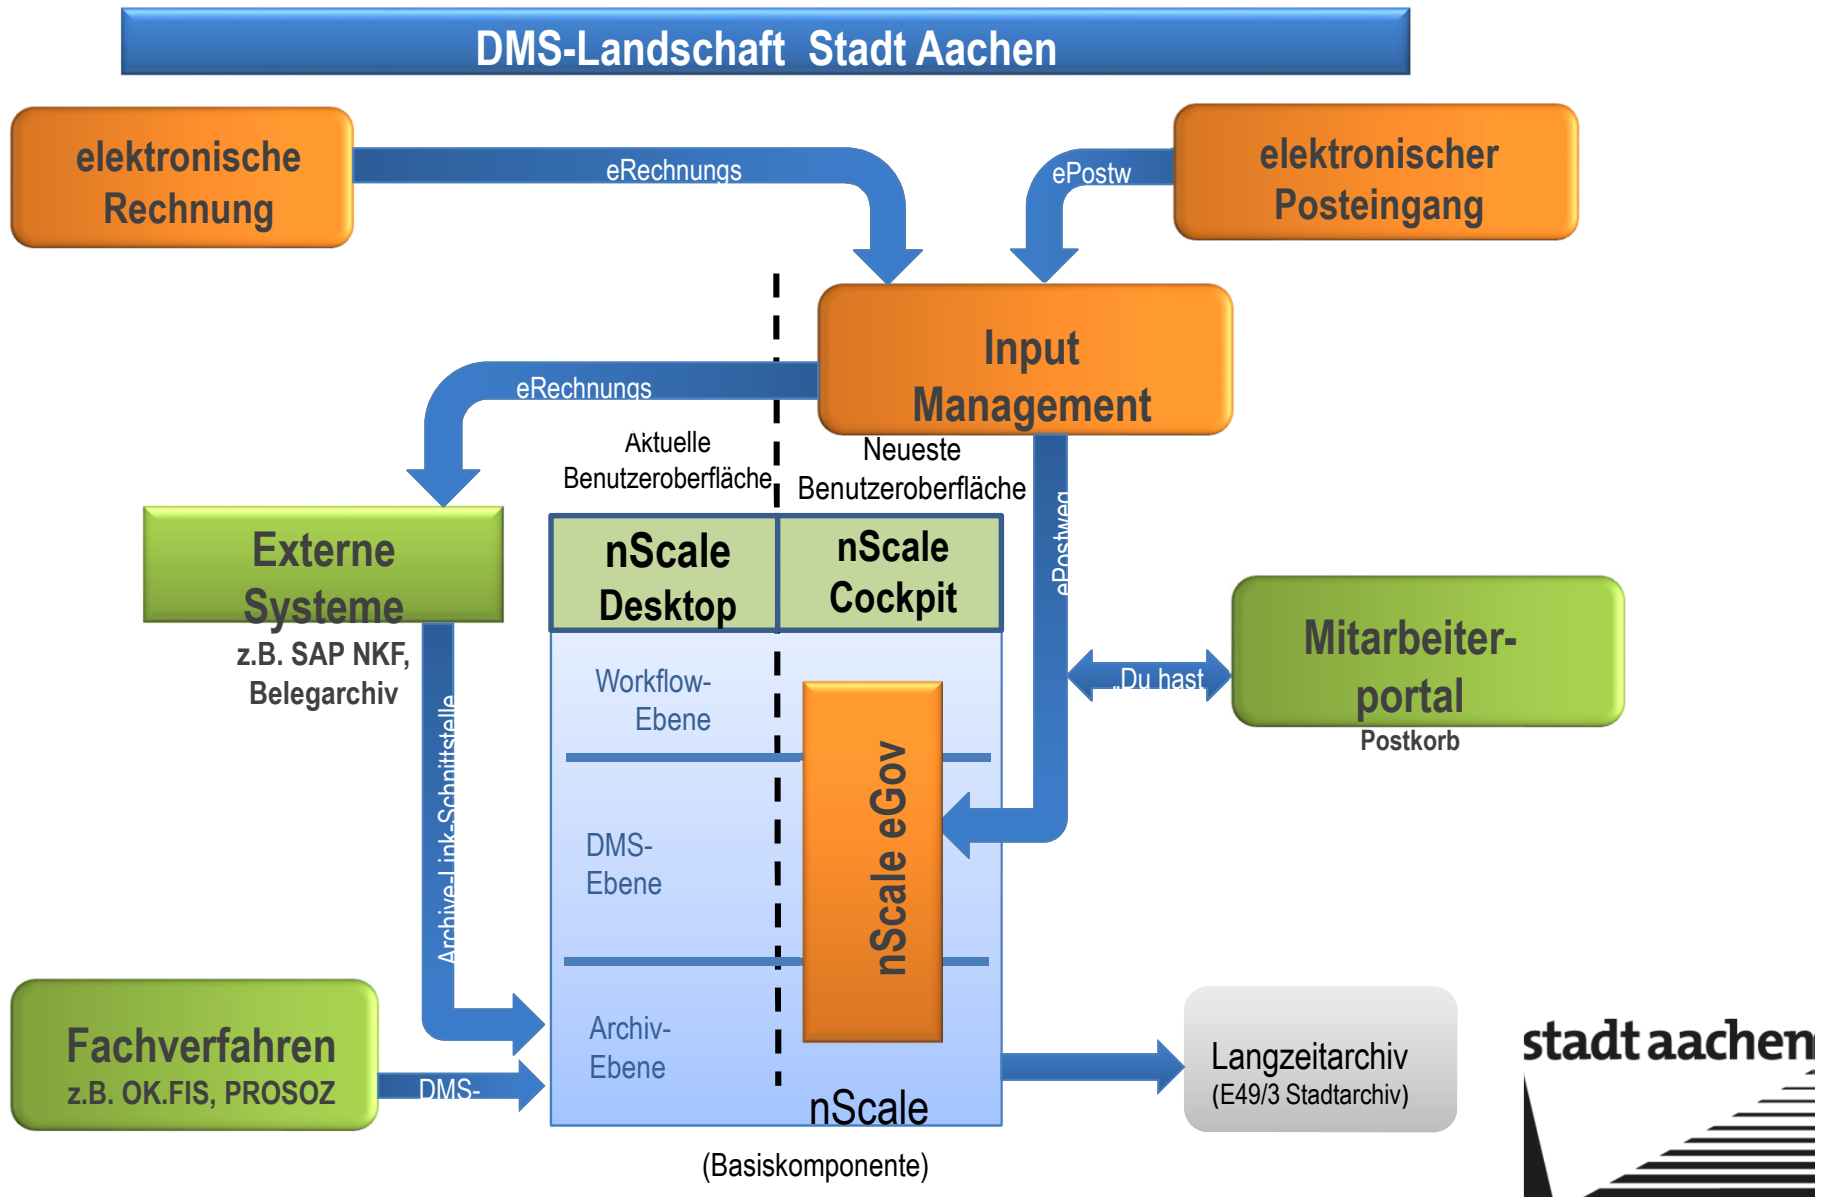 DMS-Landschaft Stadt Aachen
elektronische
Rechnung
eRechnungs
ePostw
elektronischer
Posteingang
Input
Management
eRechnungs
Aktuelle
Benutzeroberfläche
Neueste
Benutzeroberfläche
ePostweg
Externe
Systeme
z.B. SAP NKF,
Belegarchiv
nScale
Desktop
nScale
Cockpit
Mitarbeiter-
portal
Postkorb
„Du hast
Workflow-
Ebene
DMS-
Ebene
Archiv-
Ebene
nScale eGov
Archive-Link-Schnittstelle
Fachverfahren
z.B. OK.FIS, PROSOZ
DMS-
nScale
(Basiskomponente)
Langzeitarchiv
(E49/3 Stadtarchiv)
stadt aachen